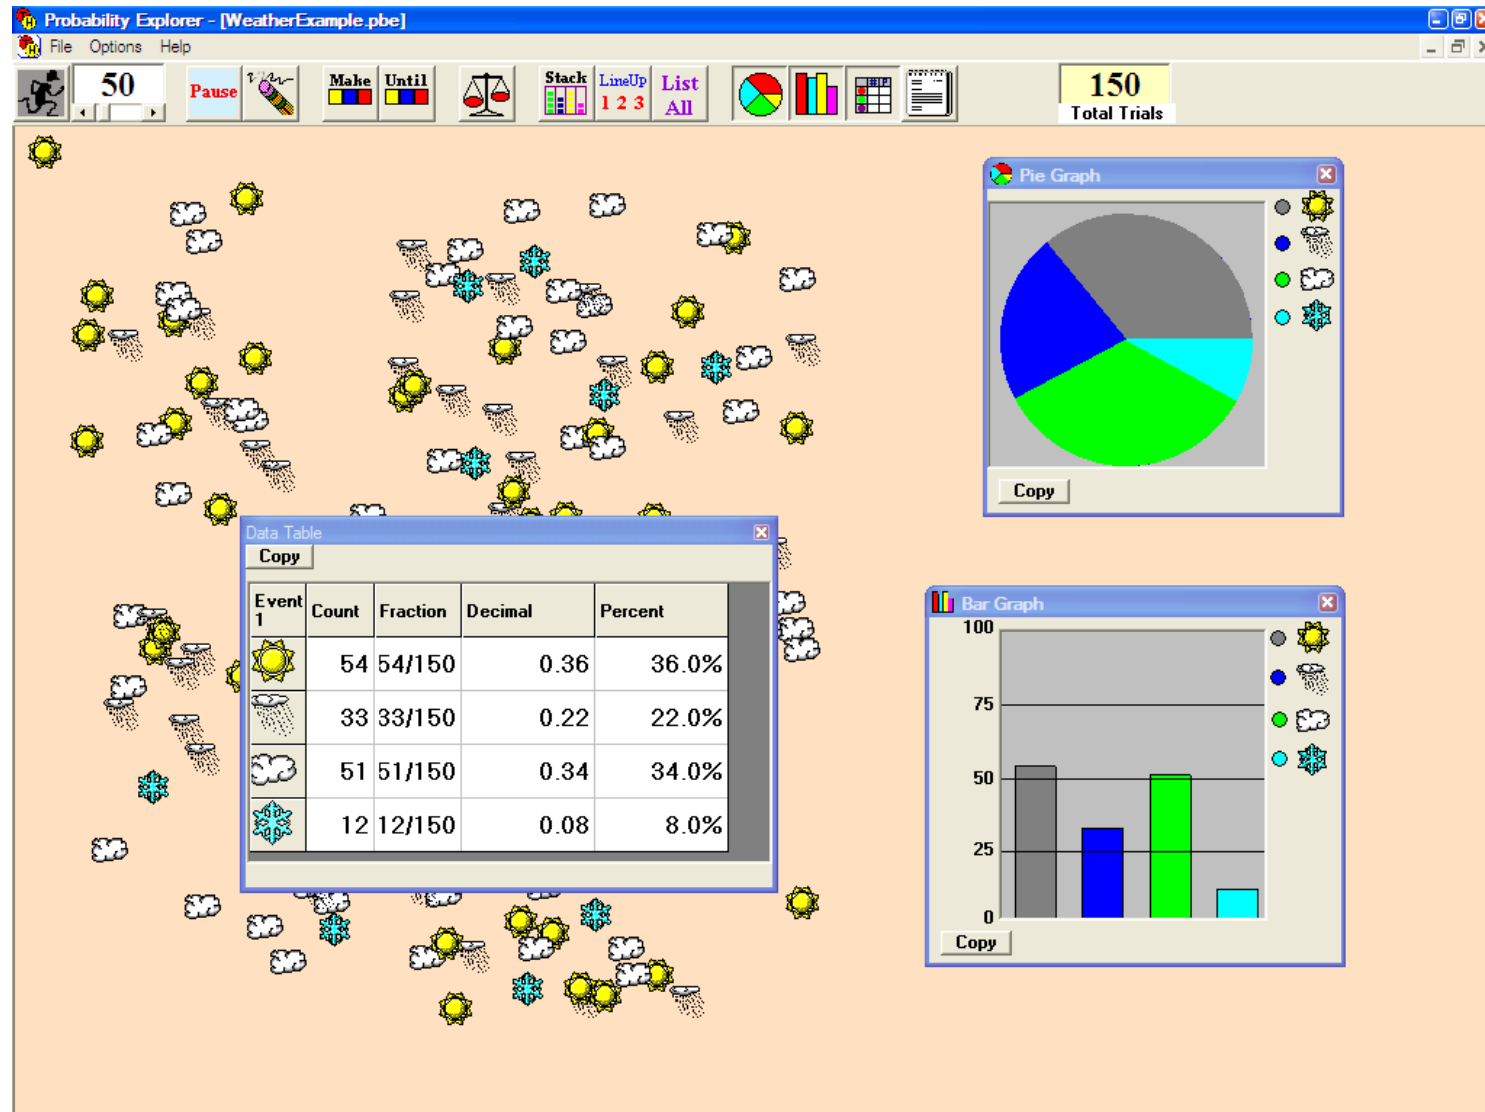 Probability Explorer - [WeatherExample.pbe]
File Options Help
50
Pause
Make
Until
Stack
LineUp
1 2 3
List
All
#
P
150
Total Trials
Pie Graph
Copy
Data Table
Copy
Event 1 Count Fraction Decimal Percent
54 54/150 0.36 36.0%
33 33/150 0.22 22.0%
51 51/150 0.34 34.0%
12 12/150 0.08 8.0%
Bar Graph
100
75
50
25
0
Copy